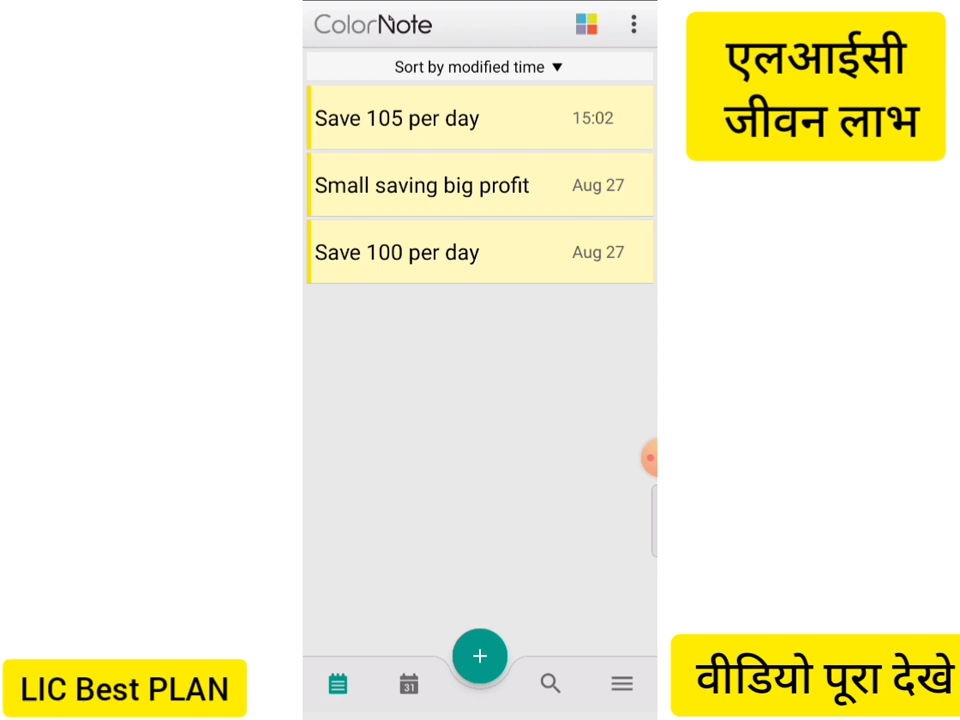 ColorNote
Sort by modified time ▼
Save 105 per day 15:02
Small saving big profit Aug 27
Save 100 per day Aug 27
31
एलआईसी
जीवन लाभ
LIC Best PLAN
वीडियो पूरा देखे